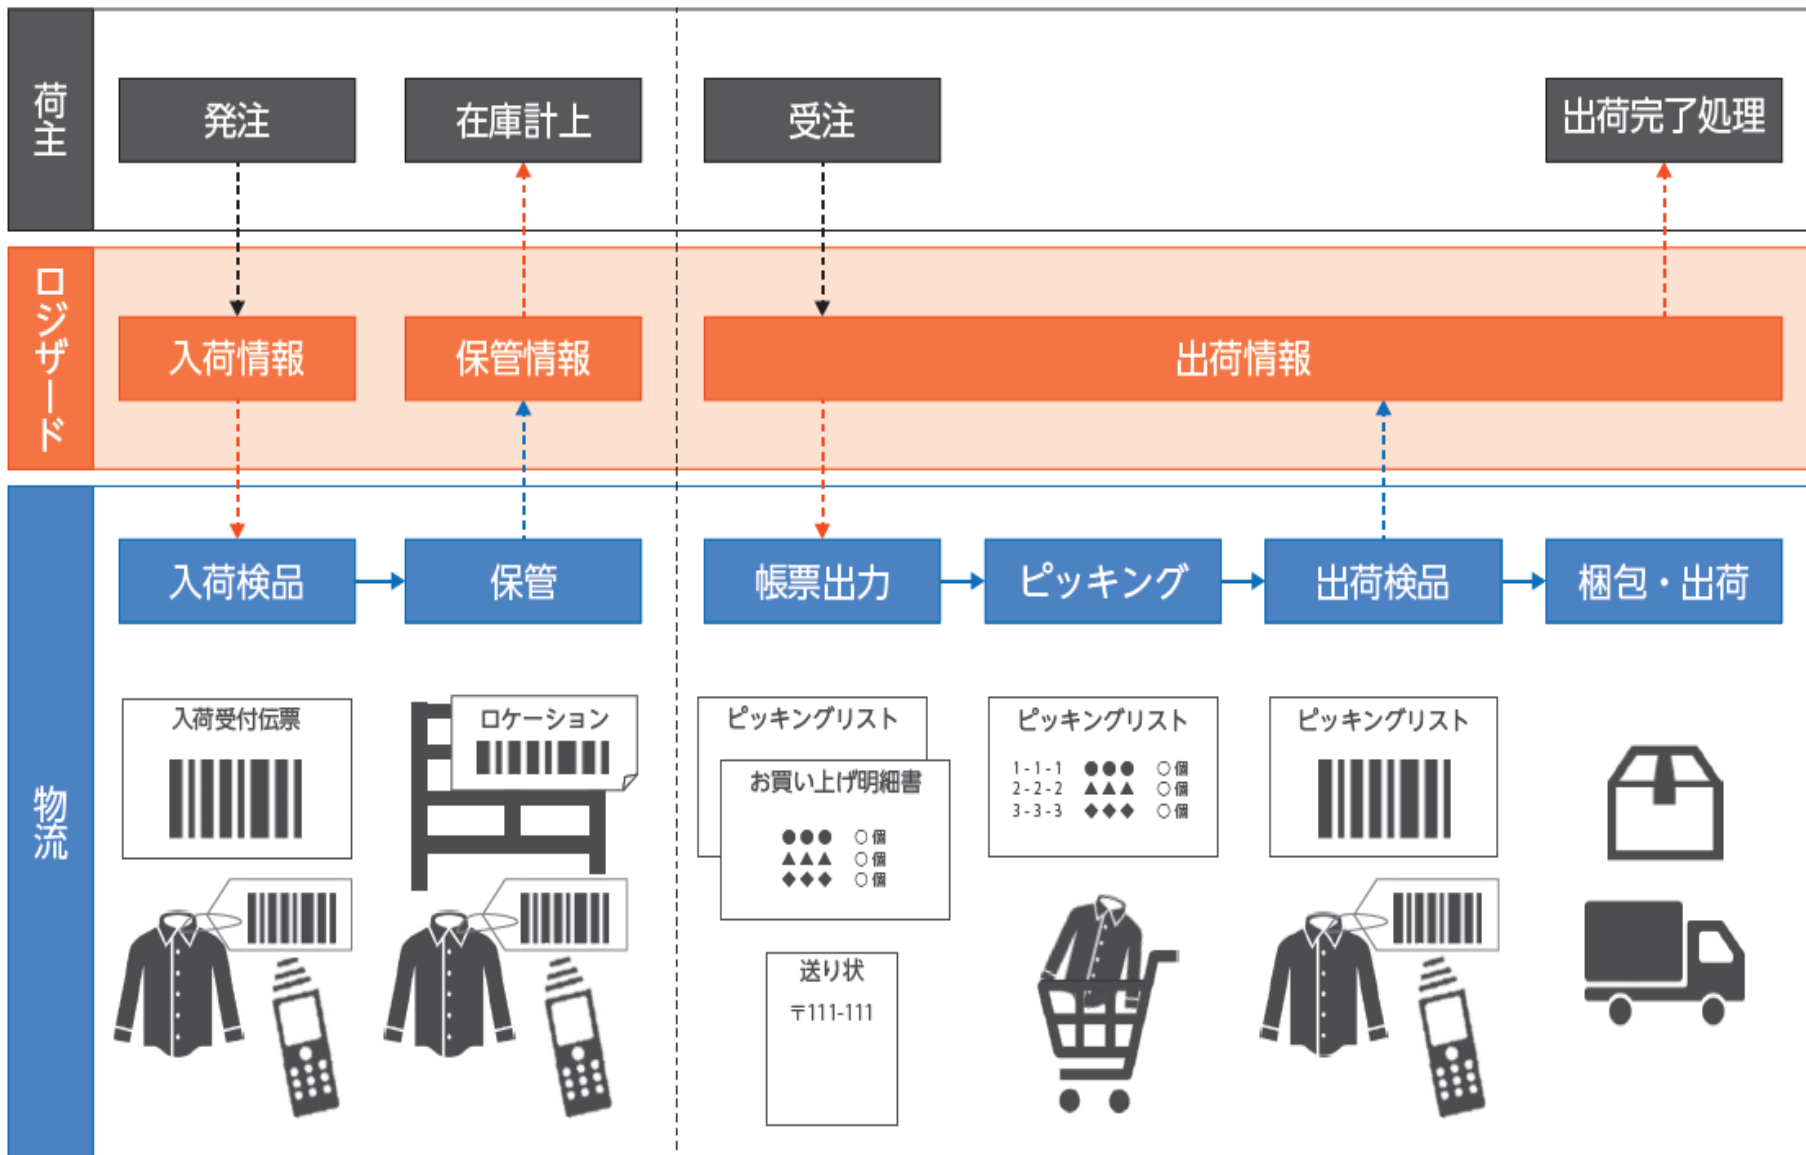 荷主
発注
在庫計上
受注
出荷完了処理
ロジザード
入荷情報
保管情報
出荷情報
物流
入荷検品
保管
帳票出力
ピッキング
出荷検品
梱包・出荷
入荷受付伝票
ロケーション
ピッキングリスト
お買い上げ明細書
●●● ○個
▲▲▲ ○個
◆◆◆ ○個
送り状
〒111-111
ピッキングリスト
1-1-1 ●●● ○個
2-2-2 ▲▲▲ ○個
3-3-3 ◆◆◆ ○個
ピッキングリスト